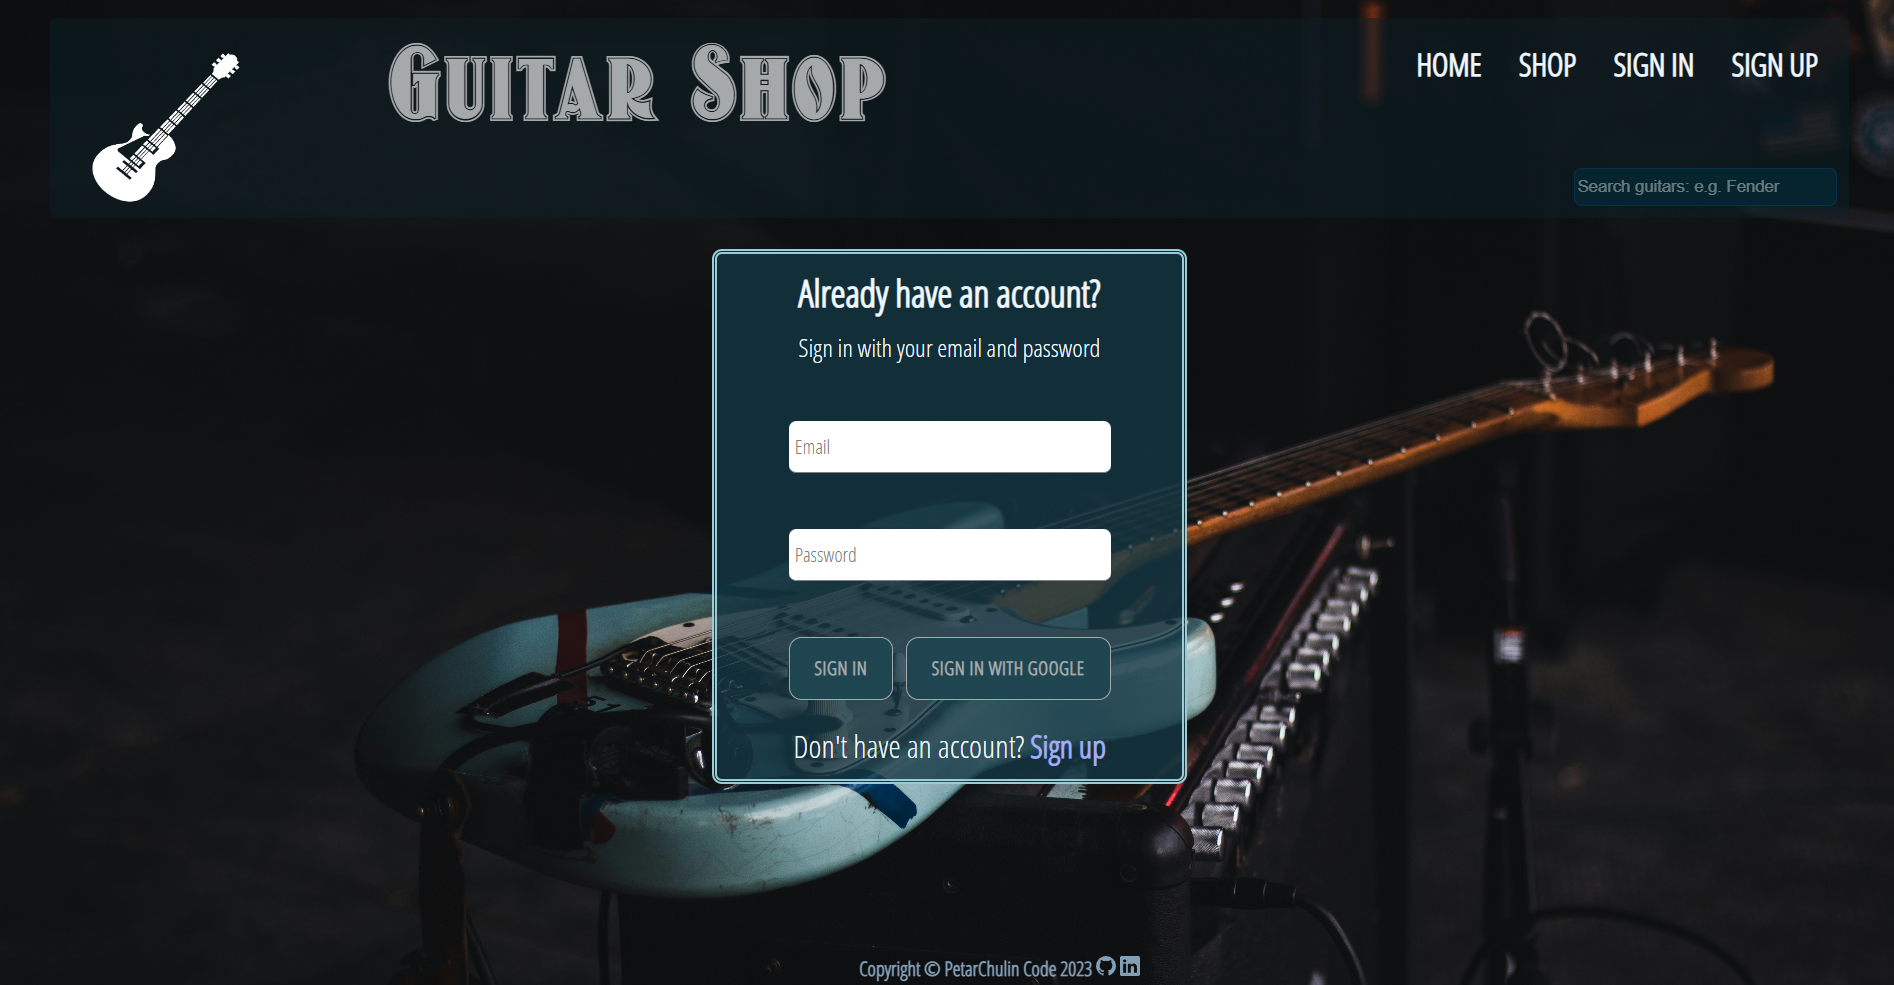 Guitar Shop
HOME SHOP SIGN IN SIGN UP
Search guitars: e.g. Fender
Already have an account?
Sign in with your email and password
Email
Password
SIGN IN SIGN IN WITH GOOGLE
Don't have an account? Sign up
Copyright © PetarChulin Code 2023